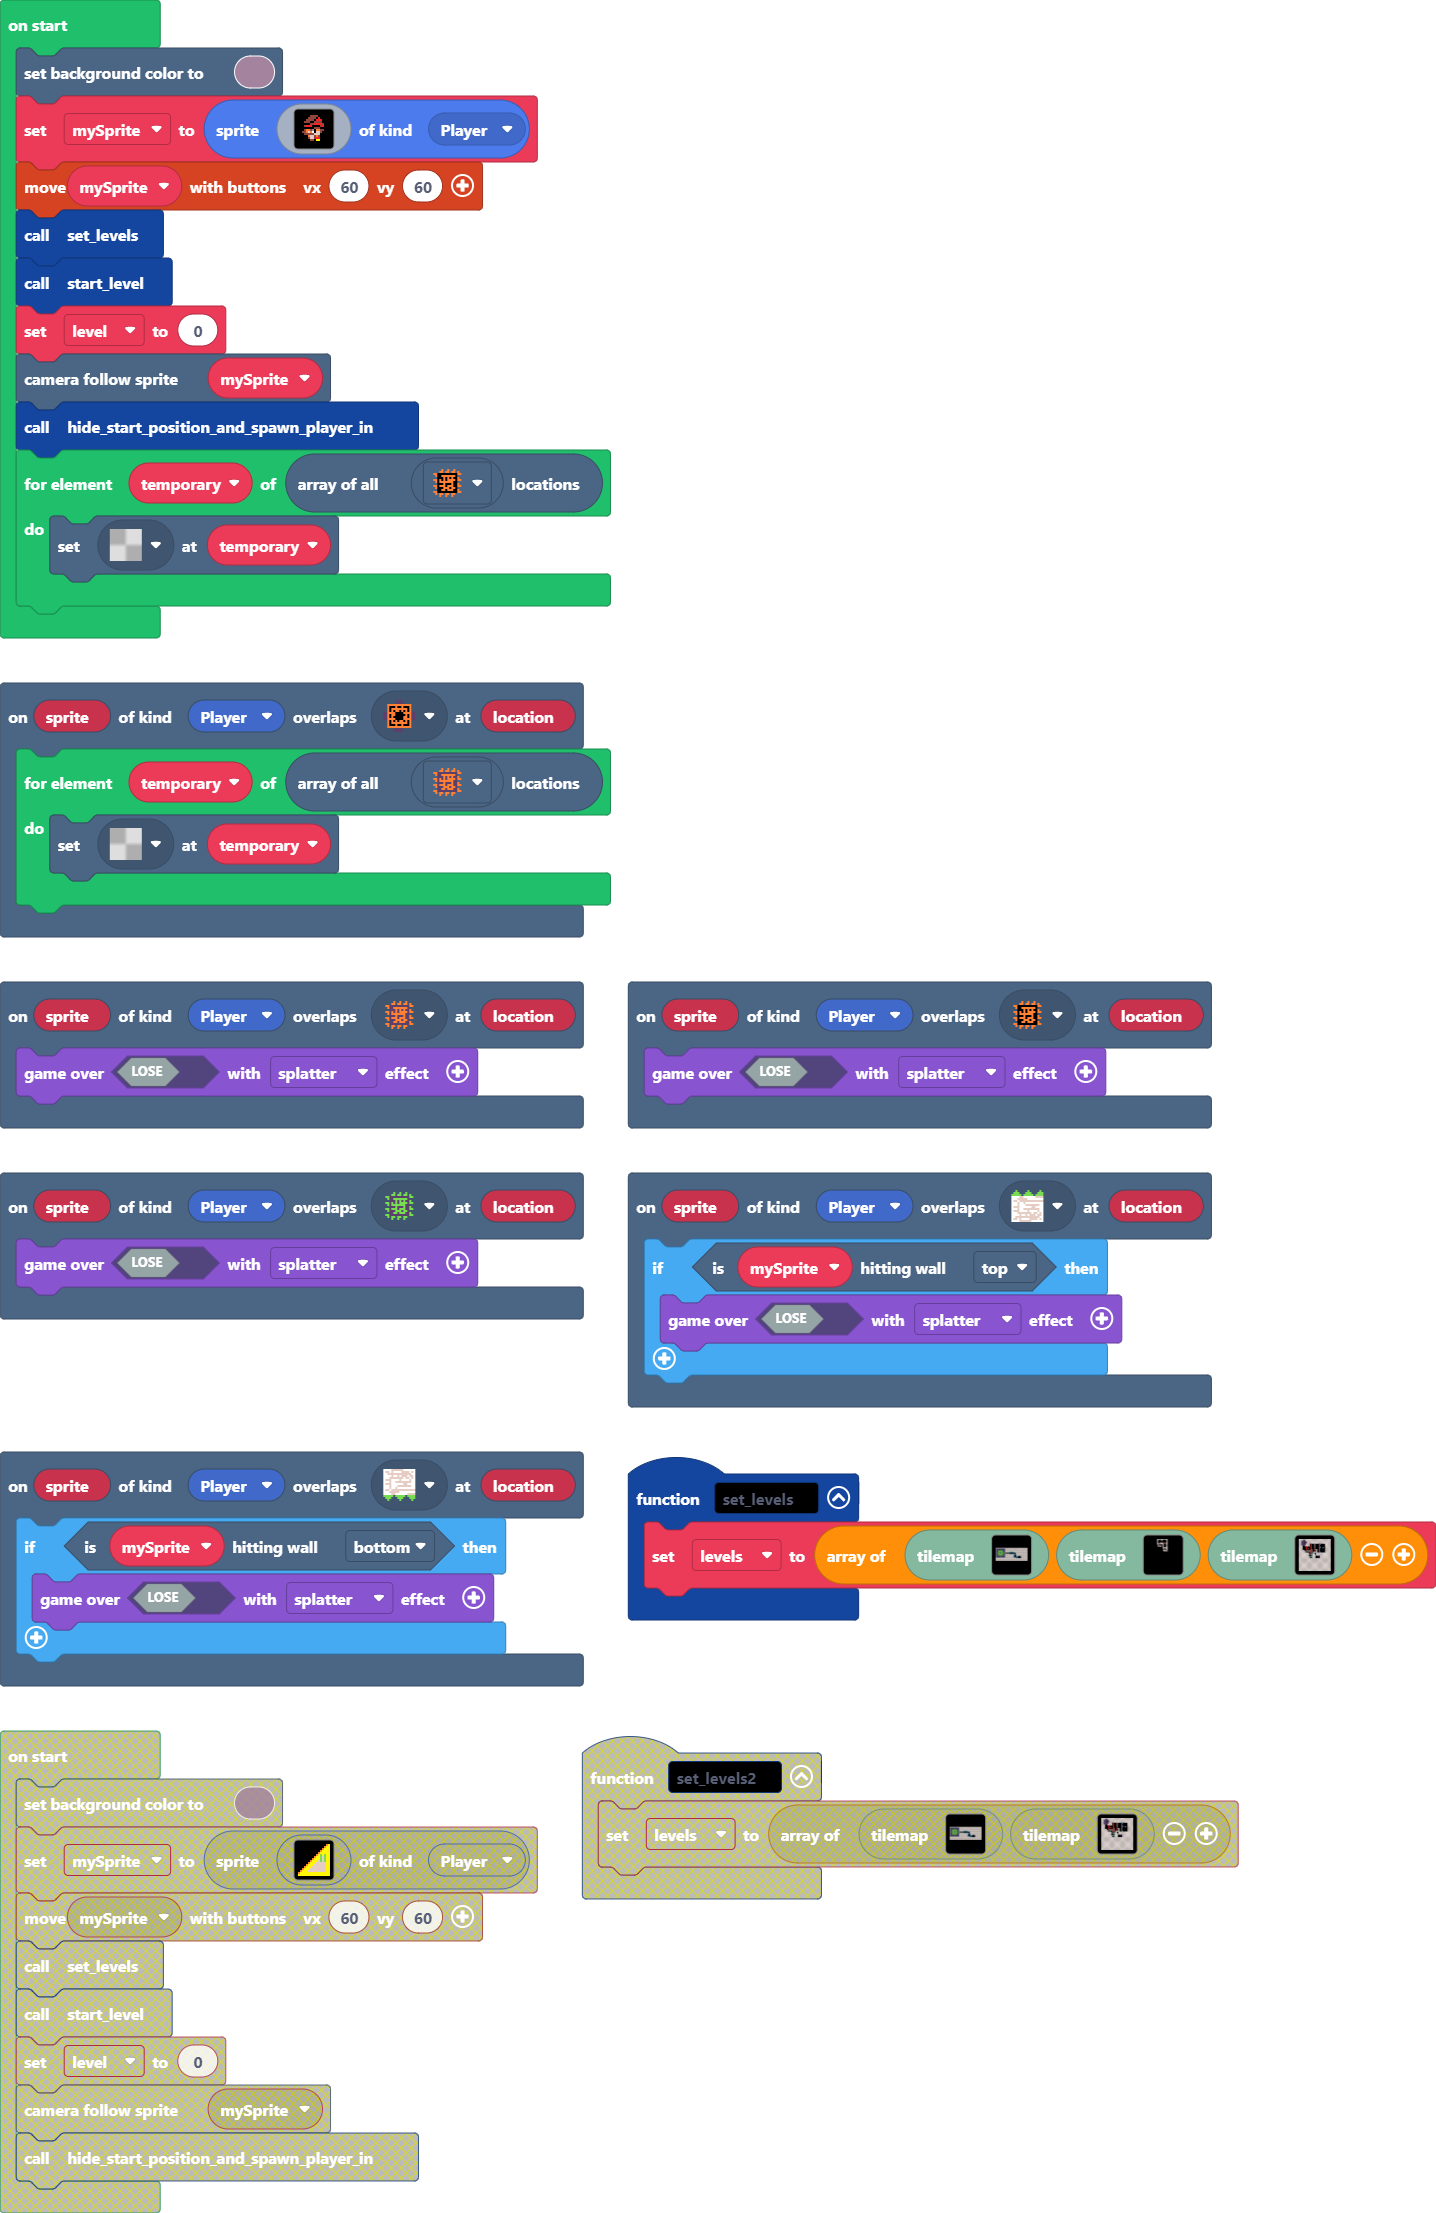 on start
set background color to
set mySprite to sprite of kind Player
move mySprite with buttons vx 60 vy 60
call set_levels
call start_level
set level to 0
camera follow sprite mySprite
call hide_start_position_and_spawn_player_in
for element temporary of array of all locations
do
set at temporary
on sprite of kind Player overlaps at location
for element temporary of array of all locations
do
set at temporary
on sprite of kind Player overlaps at location
game over LOSE with splatter effect
on sprite of kind Player overlaps at location
game over LOSE with splatter effect
on sprite of kind Player overlaps at location
game over LOSE with splatter effect
on sprite of kind Player overlaps at location
if is mySprite hitting wall top then
game over LOSE with splatter effect
on sprite of kind Player overlaps at location
if is mySprite hitting wall bottom then
game over LOSE with splatter effect
function set_levels
set levels to array of tilemap tilemap tilemap
on start
set background color to
set mySprite to sprite of kind Player
move mySprite with buttons vx 60 vy 60
call set_levels
call start_level
set level to 0
camera follow sprite mySprite
call hide_start_position_and_spawn_player_in
function set_levels2
set levels to array of tilemap tilemap